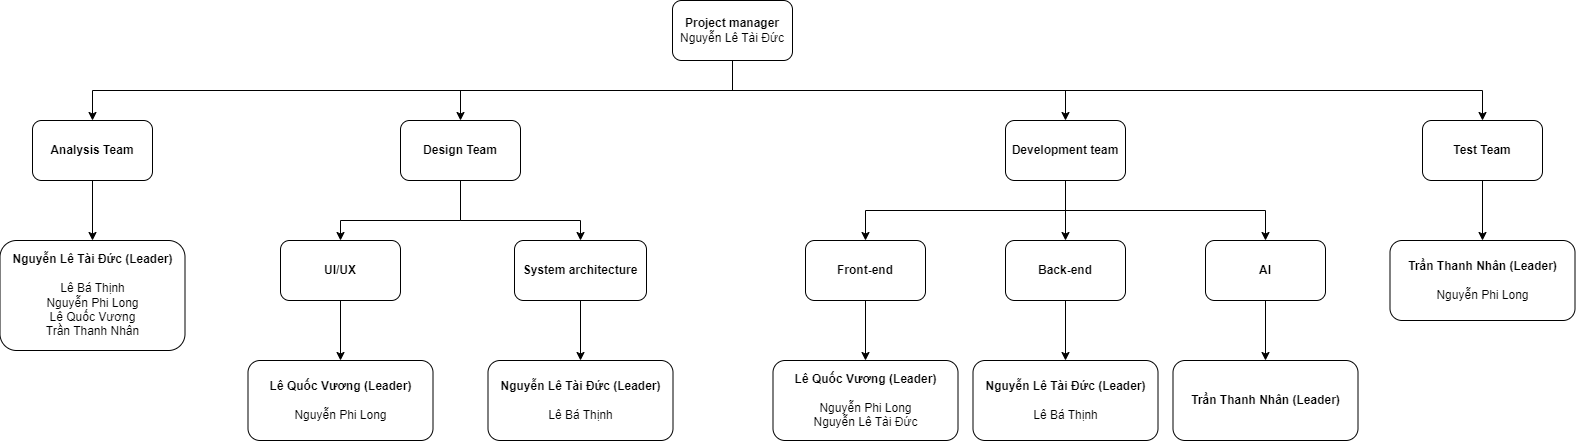 Project manager
Nguyễn Lê Tài Đức
Analysis Team
Design Team
Development team
Test Team
Nguyễn Lê Tài Đức (Leader)
Lê Bá Thịnh
Nguyễn Phi Long
Lê Quốc Vương
Trần Thanh Nhân
UI/UX
System architecture
Front-end
Back-end
AI
Trần Thanh Nhân (Leader)
Nguyễn Phi Long
Lê Quốc Vương (Leader)
Nguyễn Phi Long
Nguyễn Lê Tài Đức (Leader)
Lê Bá Thịnh
Lê Quốc Vương (Leader)
Nguyễn Phi Long
Nguyễn Lê Tài Đức
Nguyễn Lê Tài Đức (Leader)
Lê Bá Thịnh
Trần Thanh Nhân (Leader)